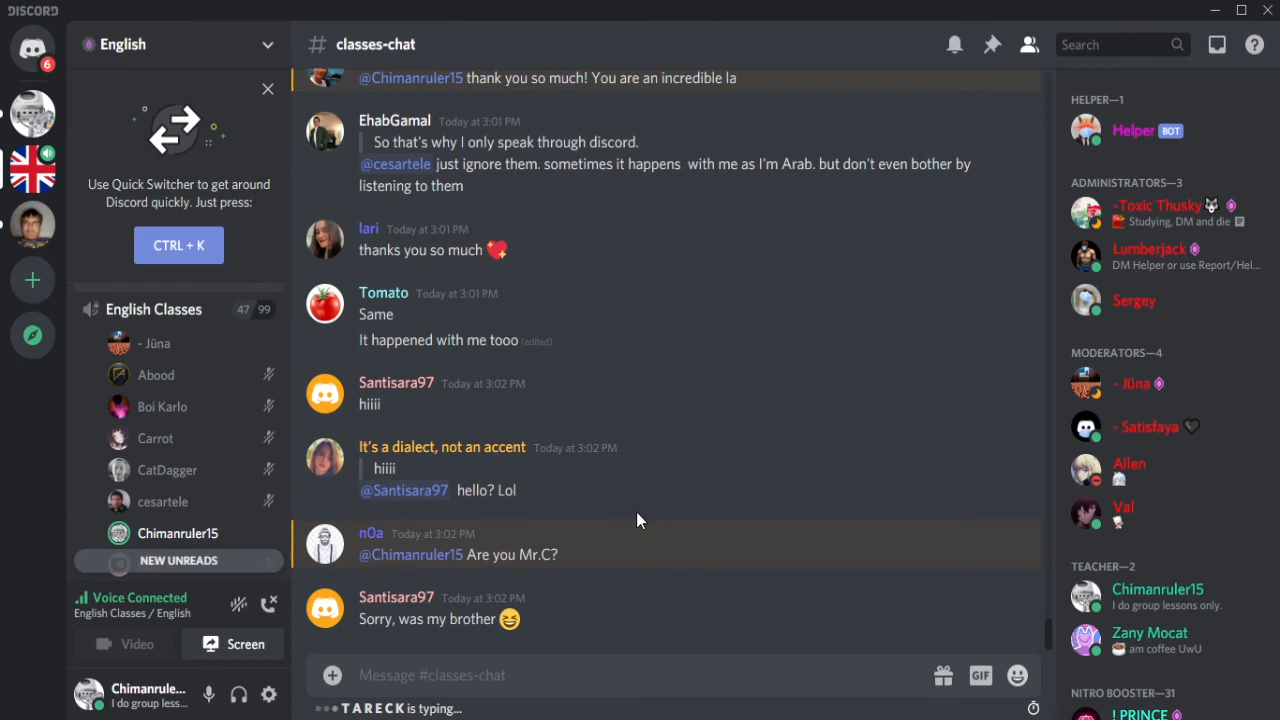 DISCORD
6
English
Use Quick Switcher to get around
Discord quickly. Just press:
CTRL + K
English Classes 47 99
- Jüna
Abood
Boi Karlo
Carrot
CatDagger
cesartele
Chimanruler15
NEW UNREADS
Voice Connected
English Classes / English
Video
Screen
Chimanrule...
I do group less...
# classes-chat
Search
@Chimanruler15 thank you so much! You are an incredible la
EhabGamal Today at 3:01 PM
So that's why I only speak through discord.
@cesartele just ignore them. sometimes it happens with me as I'm Arab. but don't even bother by
listening to them
lari Today at 3:01 PM
thanks you so much 💖
Tomato Today at 3:01 PM
Same
It happened with me tooo (edited)
Santisara97 Today at 3:02 PM
hiiii
It's a dialect, not an accent Today at 3:02 PM
hiiii
@Santisara97 hello? Lol
n0a Today at 3:02 PM
@Chimanruler15 Are you Mr.C?
Santisara97 Today at 3:02 PM
Sorry, was my brother 😆
Message #classes-chat
GIF
T A R E C K is typing...
HELPER—1
Helper BOT
ADMINISTRATORS—3
-Toxic Thusky🐺
Studying, DM and die
Lumberjack
DM Helper or use Report/Hel...
Sergey
MODERATORS—4
- Jüna
- Satisfaya 🖤
Allen
Val
TEACHER—2
Chimanruler15
I do group lessons only.
Zany Mocat
☕ am coffee UwU
NITRO BOOSTER—31
! PRINCE